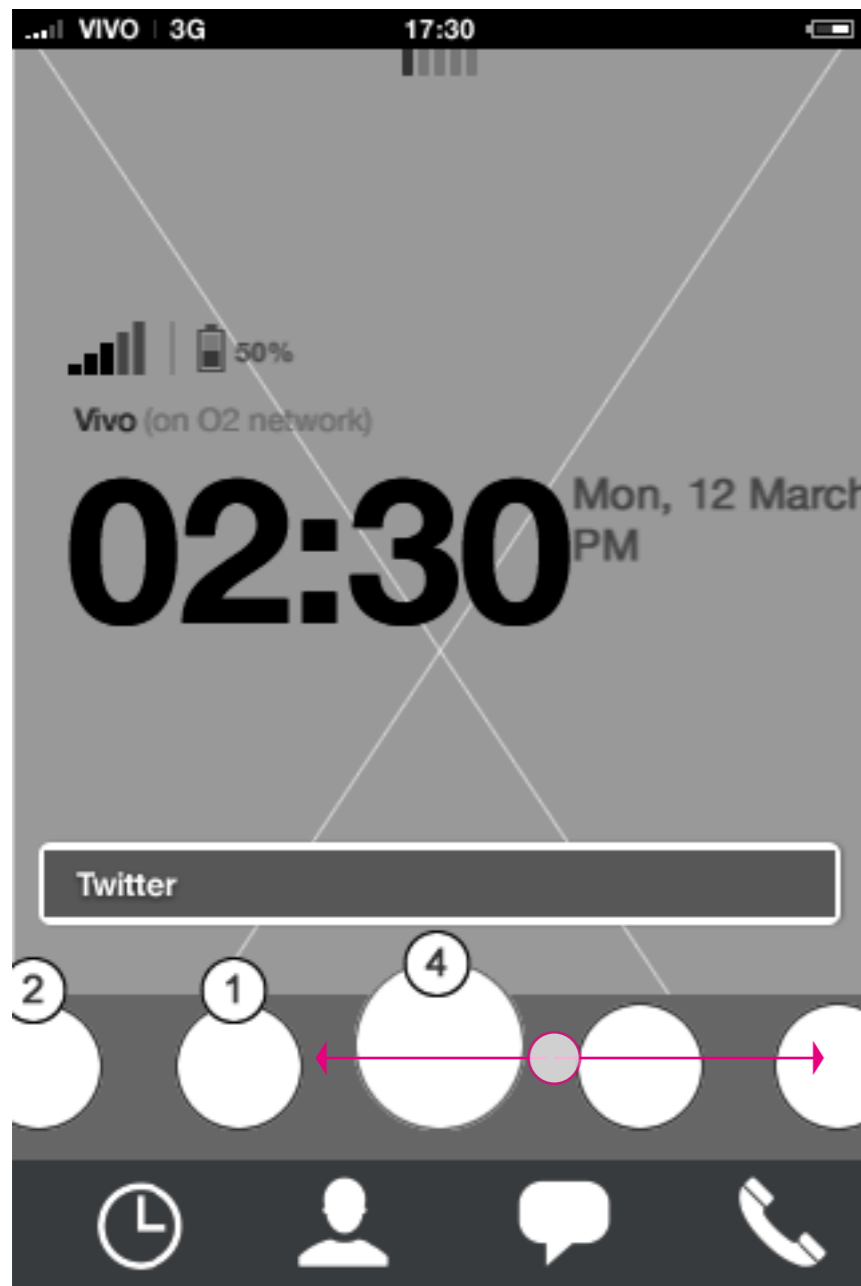 VIVO 3G 17:30
50%
Vivo (on O2 network)
02:30 Mon, 12 March
PM
Twitter
2 1 4